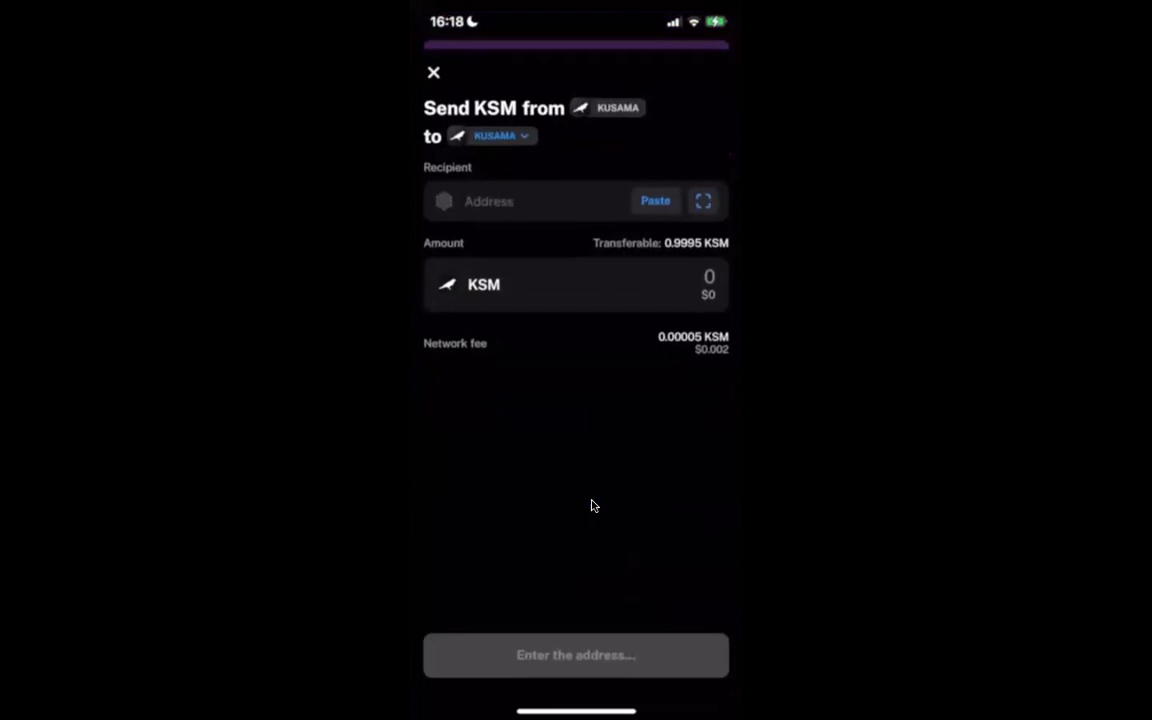 16:18
Send KSM from KUSAMA
to KUSAMA
Recipient
Address Paste
Amount Transferable: 0.9995 KSM
KSM 0
$0
Network fee 0.00005 KSM
$0.002
Enter the address...